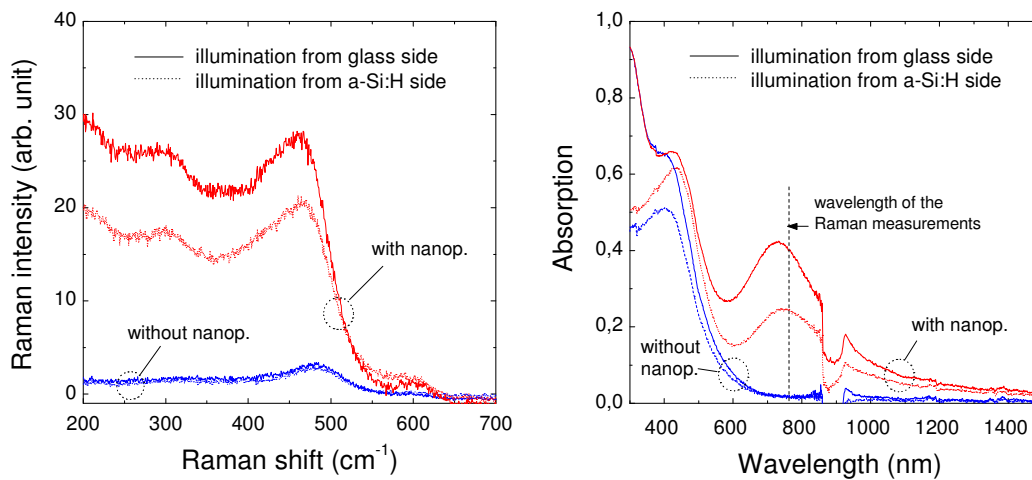 40
30
20
10
0
200
300
400
500
600
700
Raman intensity (arb. unit)
Raman shift (cm-1)
illumination from glass side
illumination from a-Si:H side
with nanop.
without nanop.
1,0
0,8
0,6
0,4
0,2
0,0
400
600
800
1000
1200
1400
Absorption
Wavelength (nm)
illumination from glass side
illumination from a-Si:H side
wavelength of the
Raman measurements
without
nanop.
with nanop.